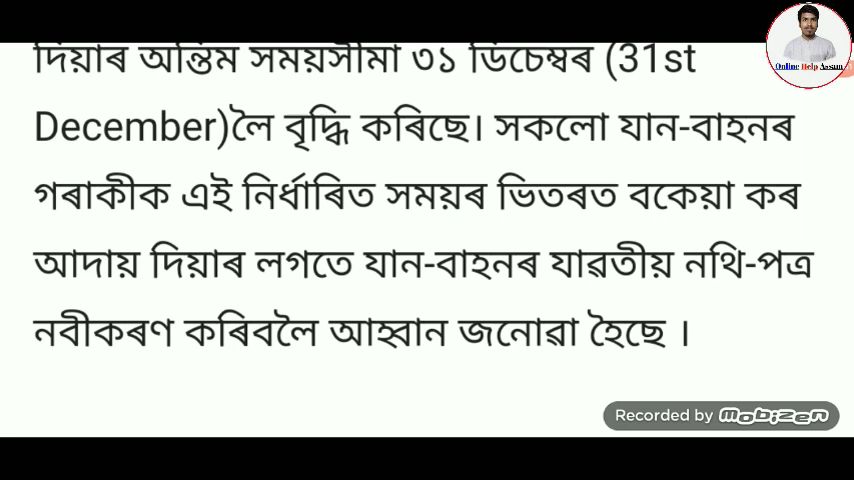 দিয়াৰ অন্তিম সময়সীমা ৩১ ডিচেম্বৰ (31st
December)লৈ বৃদ্ধি কৰিছে। সকলো যান-বাহনৰ
গৰাকীক এই নিৰ্ধাৰিত সময়ৰ ভিতৰত বকেয়া কৰ
আদায় দিয়াৰ লগতে যান-বাহনৰ যাৱতীয় নথি-পত্ৰ
নবীকৰণ কৰিবলৈ আহ্বান জনোৱা হৈছে ।
Online Help Assam
Recorded by MOBIZEN